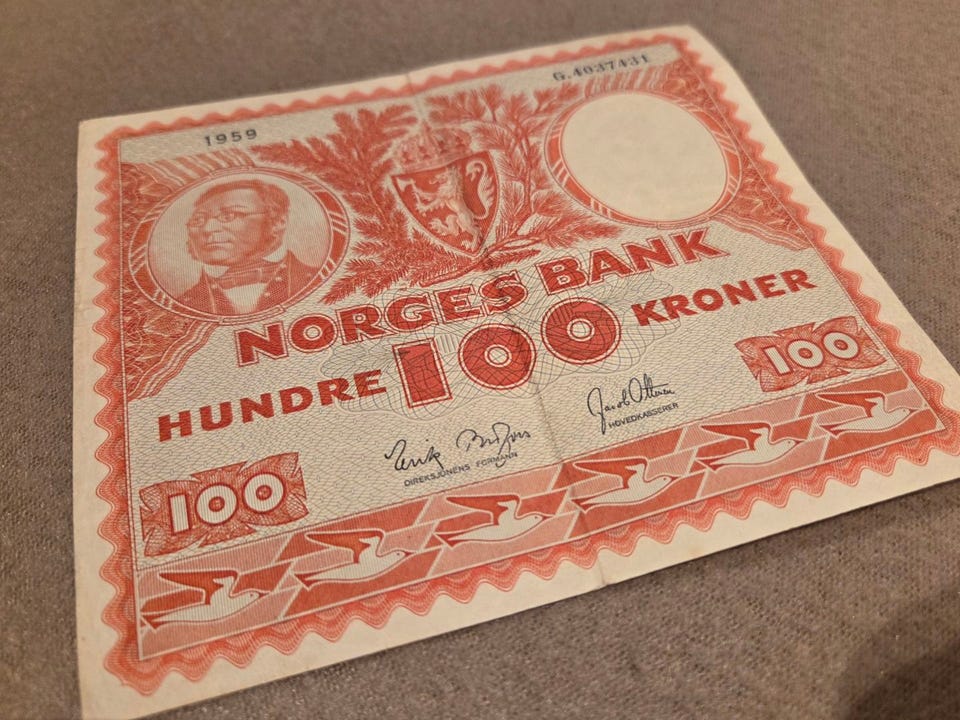 1959
G.4037431
NORGES BANK
HUNDRE 100 KRONER
100
DIREKSJONENS FORMANN
HOVEDKASSERER
100